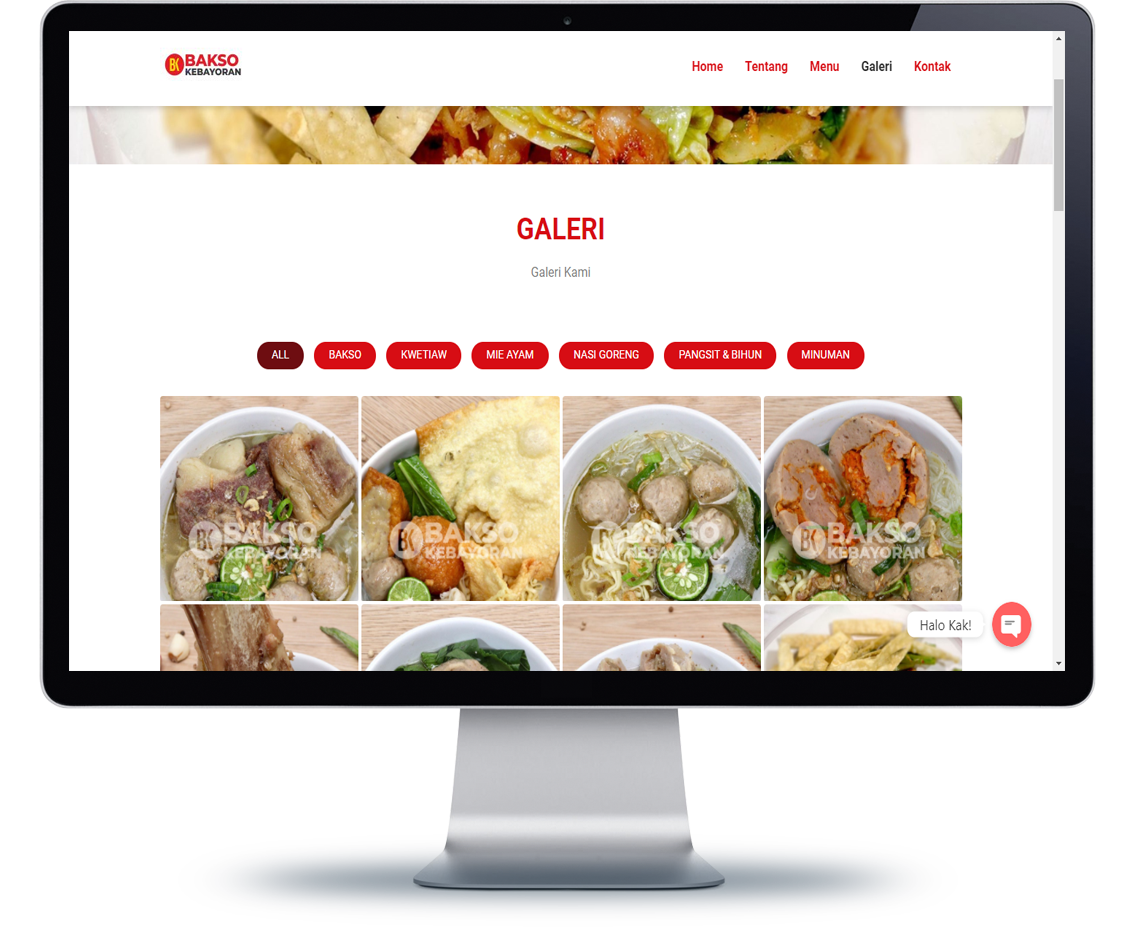 BK BAKSO
KEBAYORAN
Home Tentang Menu Galeri Kontak
GALERI
Galeri Kami
ALL BAKSO KWETIAW MIE AYAM NASI GORENG PANGSIT & BIHUN MINUMAN
BK BAKSO
KEBAYORAN
BK BAKSO
KEBAYORAN
BK BAKSO
KEBAYORAN
BK BAKSO
KEBAYORAN
Halo Kak!